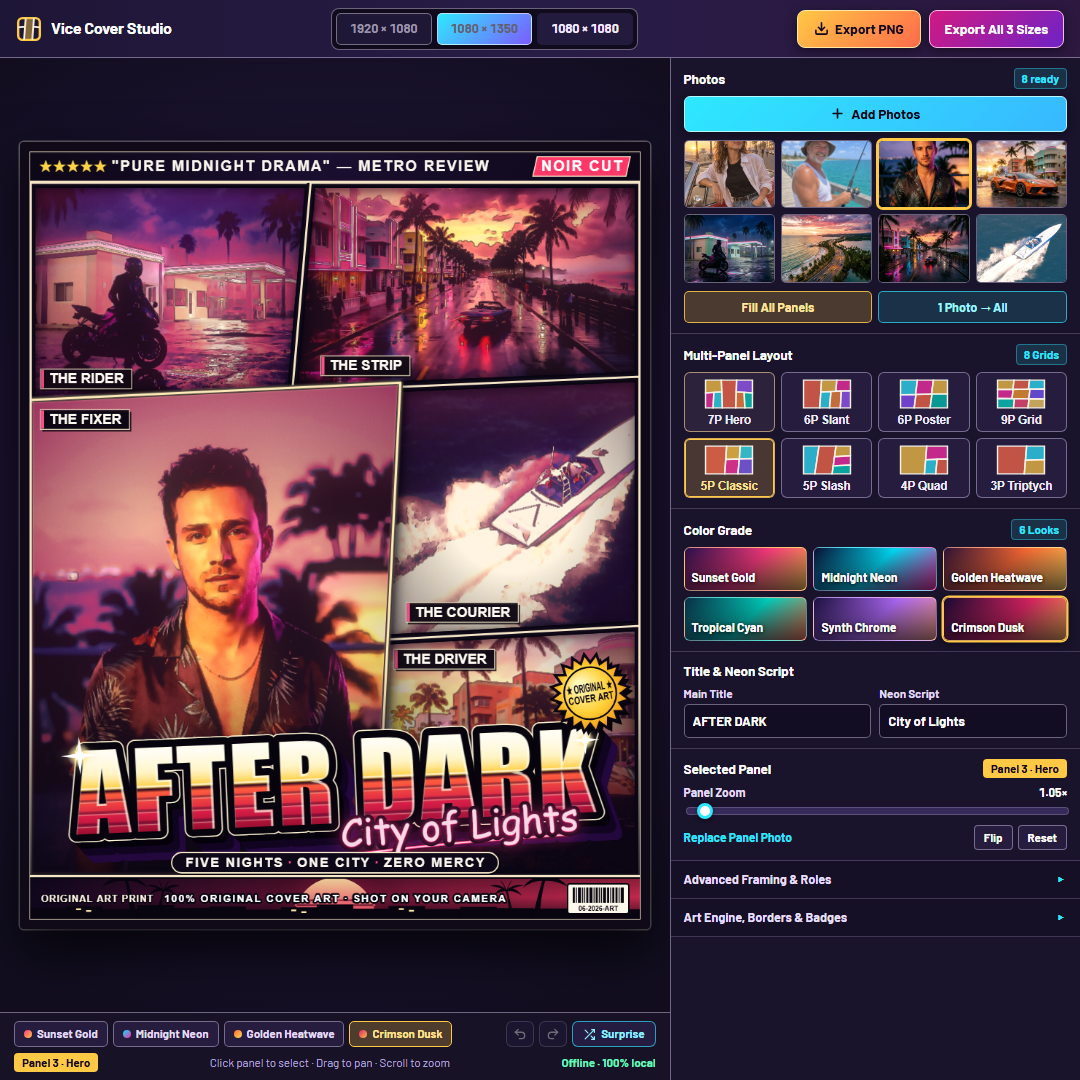 Vice Cover Studio
1920 × 1080
1080 × 1350
1080 × 1080
Export PNG
Export All 3 Sizes
★★★★★ "PURE MIDNIGHT DRAMA" — METRO REVIEW
NOIR CUT
THE RIDER
THE STRIP
THE FIXER
THE COURIER
THE DRIVER
★ ORIGINAL ★
COVER ART
AFTER DARK
City of Lights
FIVE NIGHTS · ONE CITY · ZERO MERCY
ORIGINAL ART PRINT
100% ORIGINAL COVER ART · SHOT ON YOUR CAMERA
06-2026-ART
Sunset Gold
Midnight Neon
Golden Heatwave
Crimson Dusk
Surprise
Panel 3 · Hero
Click panel to select · Drag to pan · Scroll to zoom
Offline · 100% local
Photos
8 ready
+ Add Photos
Fill All Panels
1 Photo → All
Multi-Panel Layout
8 Grids
7P Hero
6P Slant
6P Poster
9P Grid
5P Classic
5P Slash
4P Quad
3P Triptych
Color Grade
6 Looks
Sunset Gold
Midnight Neon
Golden Heatwave
Tropical Cyan
Synth Chrome
Crimson Dusk
Title & Neon Script
Main Title
Neon Script
AFTER DARK
City of Lights
Selected Panel
Panel 3 · Hero
Panel Zoom
1.05×
Replace Panel Photo
Flip
Reset
Advanced Framing & Roles
Art Engine, Borders & Badges